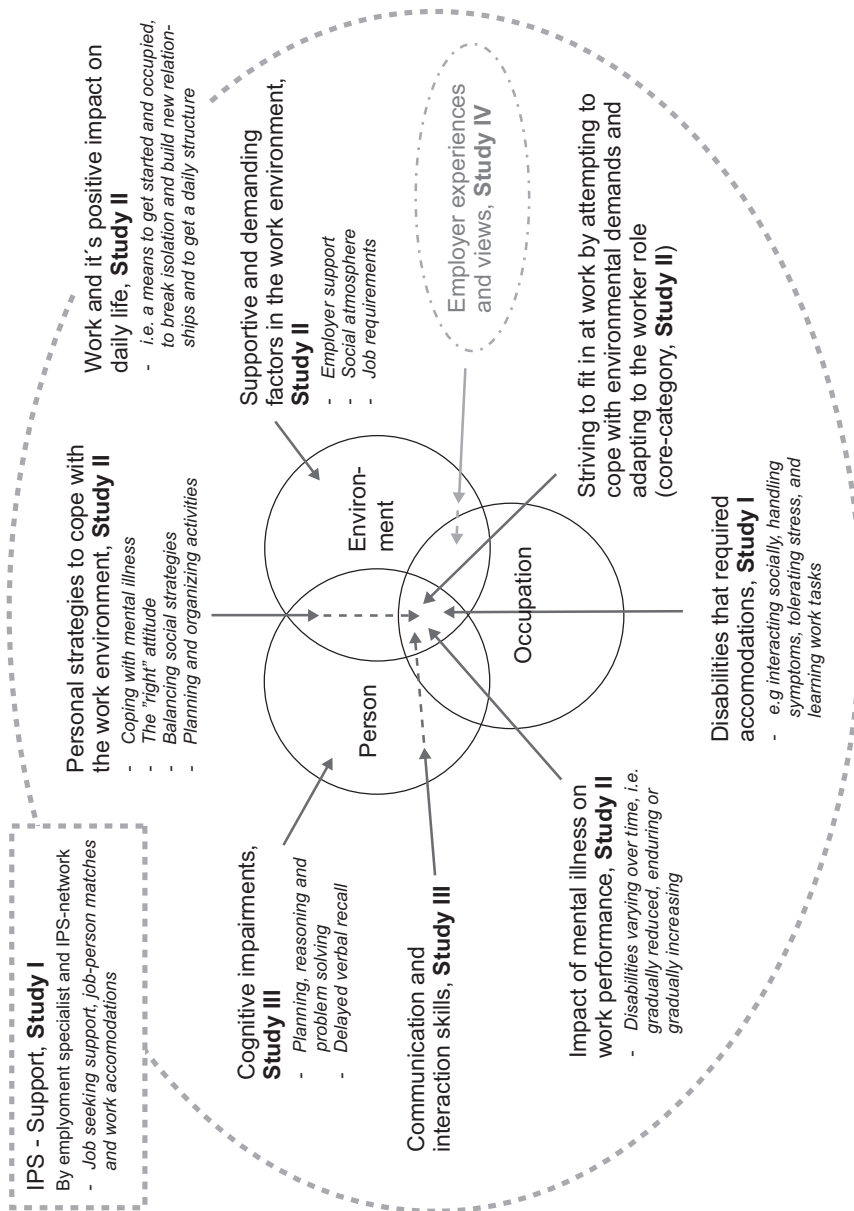 IPS - Support, Study I
By emplyoment specialist and IPS-network
- Job seeking support, job-person matches
and work accomodations
Personal strategies to cope with
the work environment, Study II
- Coping with mental illness
- The ”right” attitude
- Balancing social strategies
- Planning and organizing activities
Work and it´s positive impact on
daily life, Study II
- i.e. a means to get started and occupied,
to break isolation and build new relation-
ships and to get a daily structure
Supportive and demanding
factors in the work environment,
Study II
- Employer support
- Social atmosphere
- Job requirements
Cognitive impairments,
Study III
- Planning, reasoning and
problem solving
- Delayed verbal recall
Person
Environ-
ment
Occupation
Employer experiences
and views, Study IV
Communication and
interaction skills, Study III
Impact of mental illness on
work performance, Study II
- Disabilities varying over time, i.e.
gradually reduced, enduring or
gradually increasing
Disabilities that required
accomodations, Study I
- e.g interacting socially, handling
symptoms, tolerating stress, and
learning work tasks
Striving to fit in at work by attempting to
cope with environmental demands and
adapting to the worker role
(core-category, Study II)